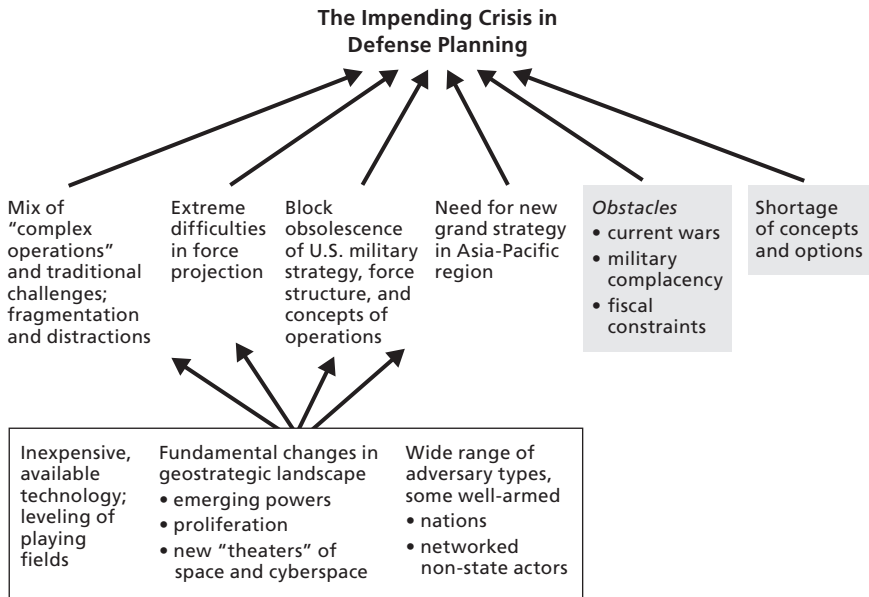 The Impending Crisis in
Defense Planning
Mix of
“complex
operations”
and traditional
challenges;
fragmentation
and distractions
Extreme
difficulties
in force
projection
Block
obsolescence
of U.S. military
strategy, force
structure, and
concepts of
operations
Need for new
grand strategy
in Asia-Pacific
region
Obstacles
• current wars
• military
complacency
• fiscal
constraints
Shortage
of concepts
and options
Inexpensive,
available
technology;
leveling of
playing
fields
Fundamental changes in
geostrategic landscape
• emerging powers
• proliferation
• new “theaters” of
space and cyberspace
Wide range of
adversary types,
some well-armed
• nations
• networked
non-state actors